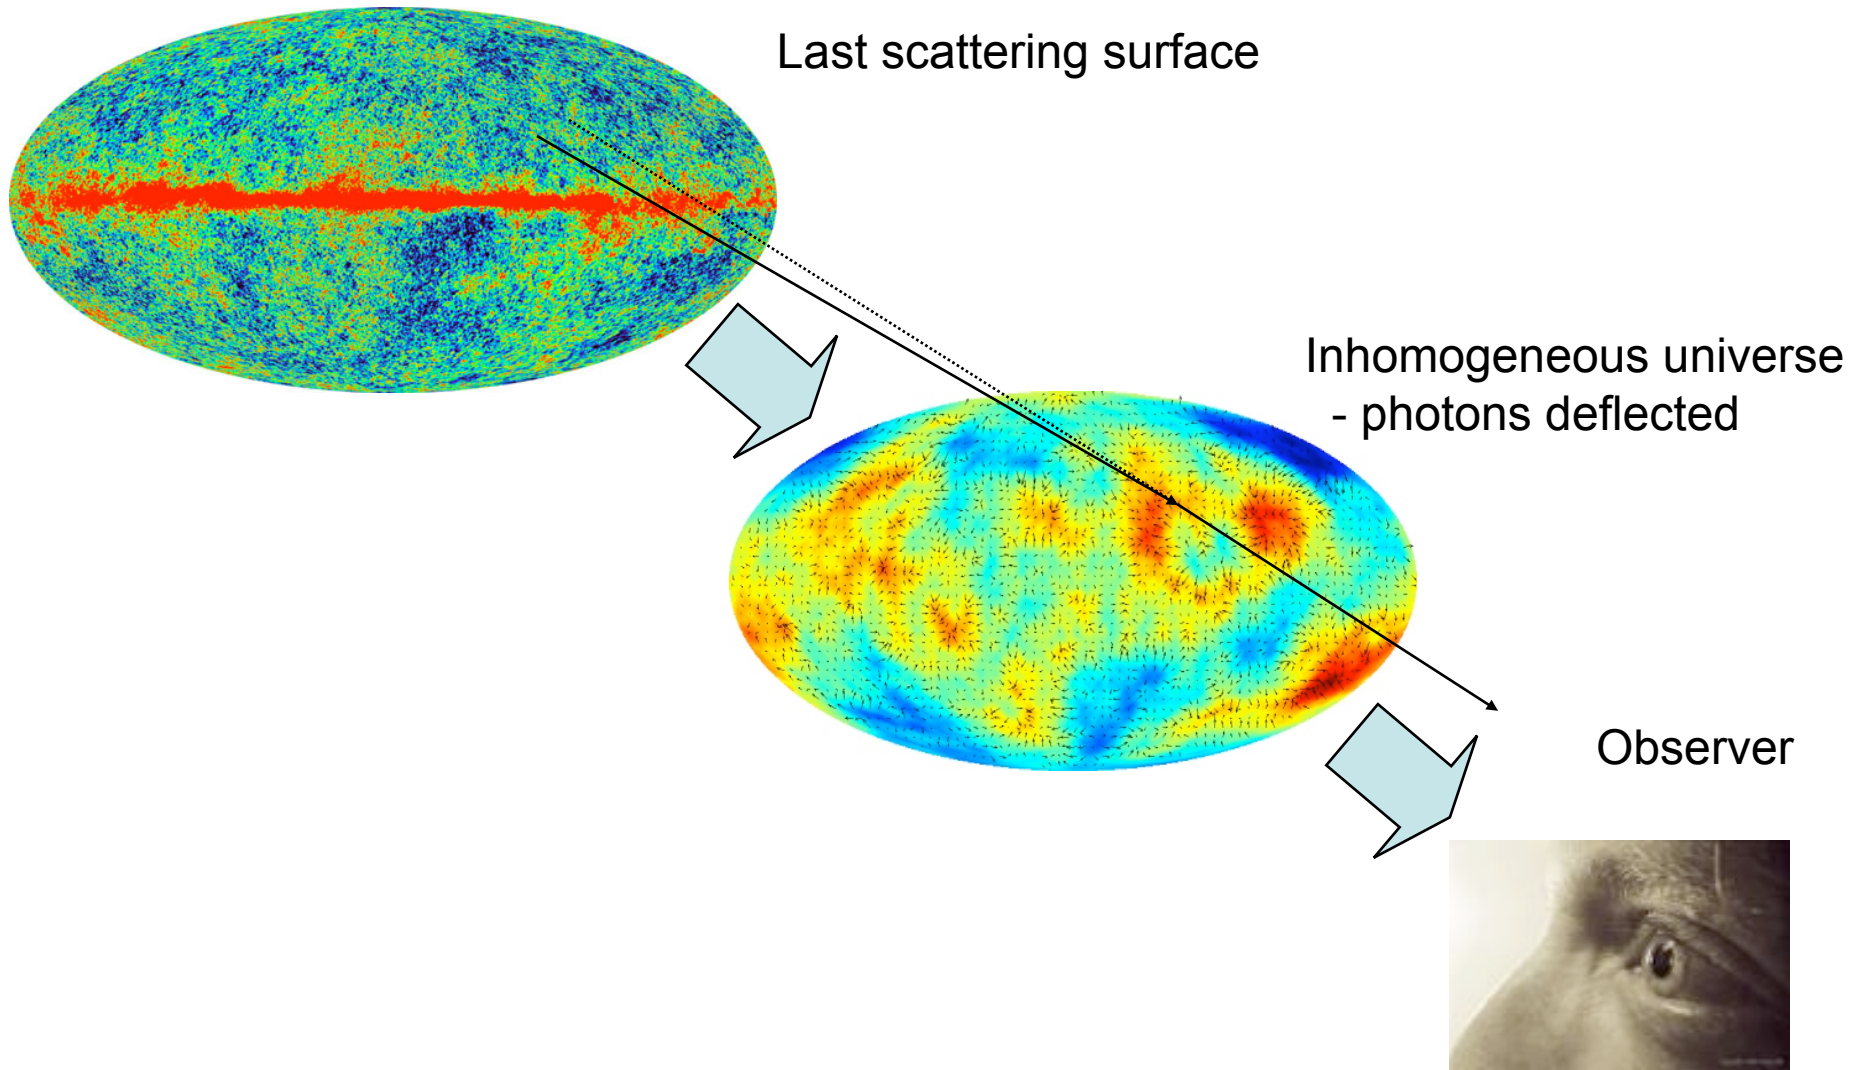 Last scattering surface
Inhomogeneous universe
- photons deflected
Observer